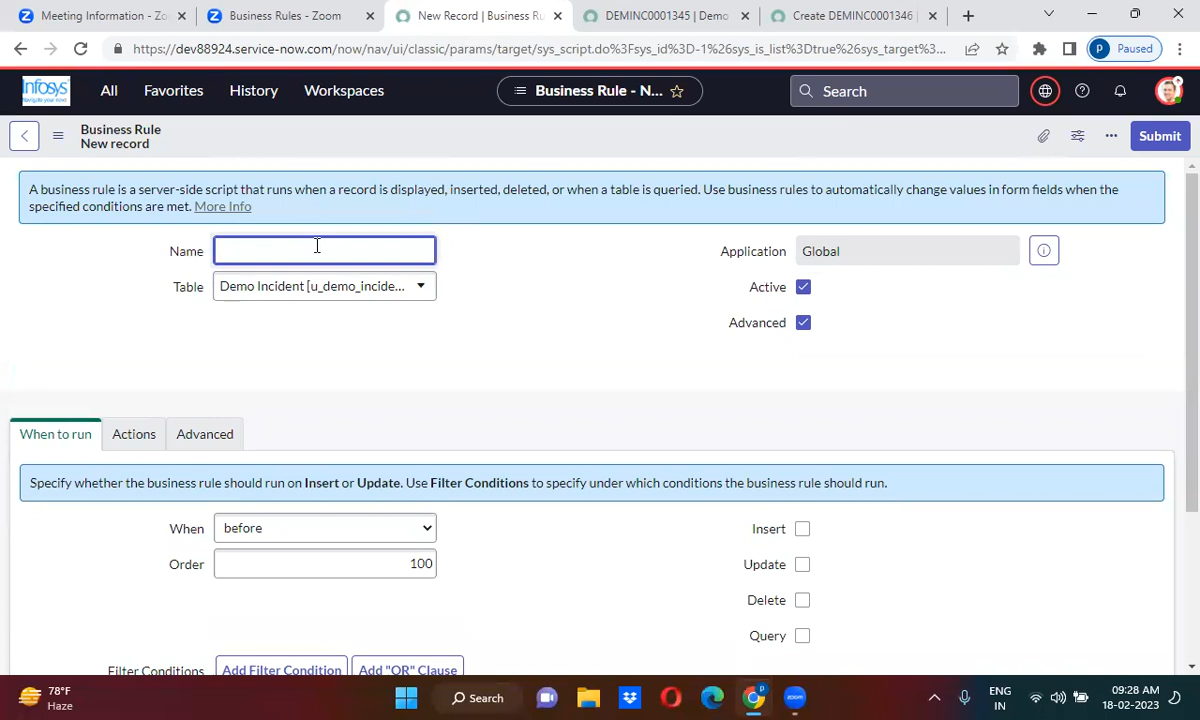 Meeting Information - Zo
Business Rules - Zoom
New Record | Business Ru
DEMINC0001345 | Demo
Create DEMINC0001346 |
https://dev88924.service-now.com/now/nav/ui/classic/params/target/sys_script.do%3Fsys_id%3D-1%26sys_is_list%3Dtrue%26sys_target%3...
P Paused
Infosys
Navigate your next
All
Favorites
History
Workspaces
Business Rule - N...
Search
Business Rule
New record
Submit
A business rule is a server-side script that runs when a record is displayed, inserted, deleted, or when a table is queried. Use business rules to automatically change values in form fields when the
specified conditions are met. More Info
Name
Application Global
Table Demo Incident [u_demo_incide...
Active
Advanced
When to run
Actions
Advanced
Specify whether the business rule should run on Insert or Update. Use Filter Conditions to specify under which conditions the business rule should run.
When before
Insert
Order 100
Update
Delete
Query
Filter Conditions Add Filter Condition Add "OR" Clause
78°F
Haze
Search
zoom
P
ENG
IN
09:28 AM
18-02-2023